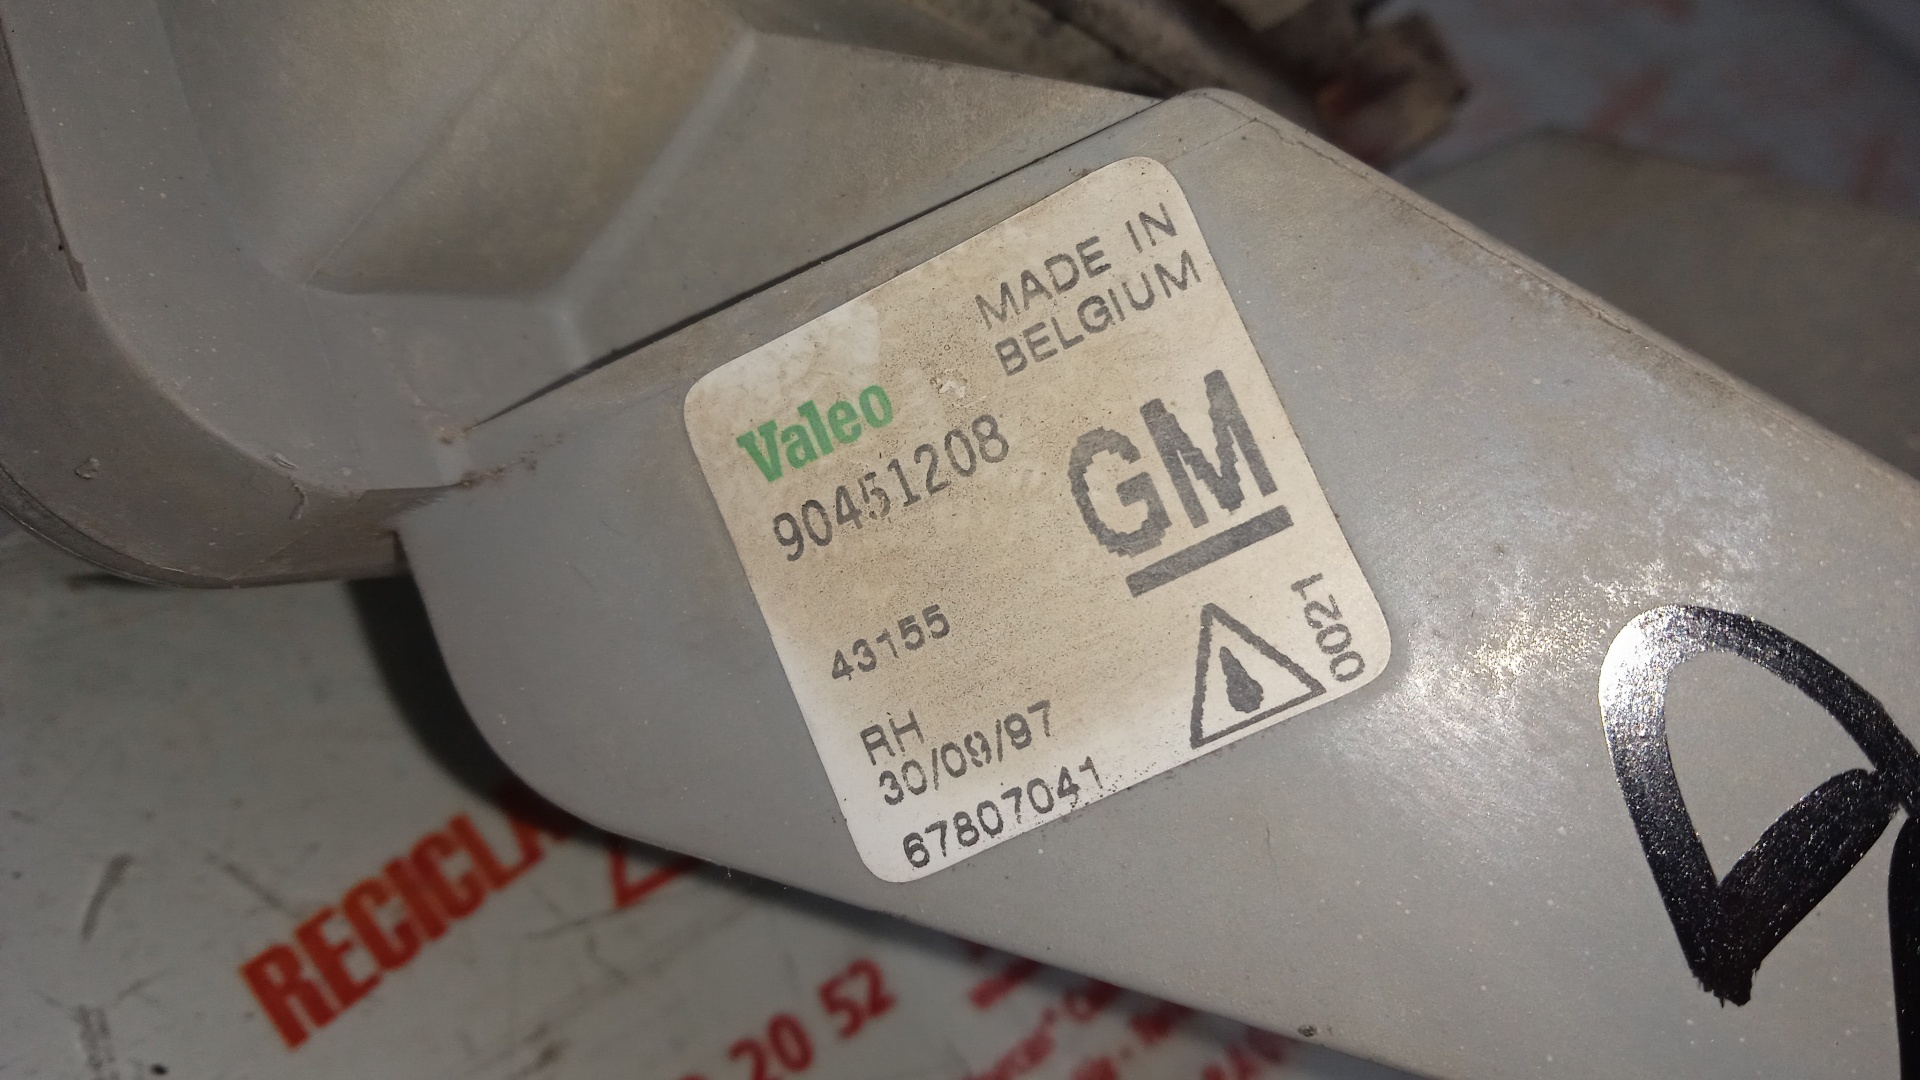 MADE IN
BELGIUM
Valeo
90451208
GM
43155
0021
RH
30/09/97
67807041
RECICLA
20 52